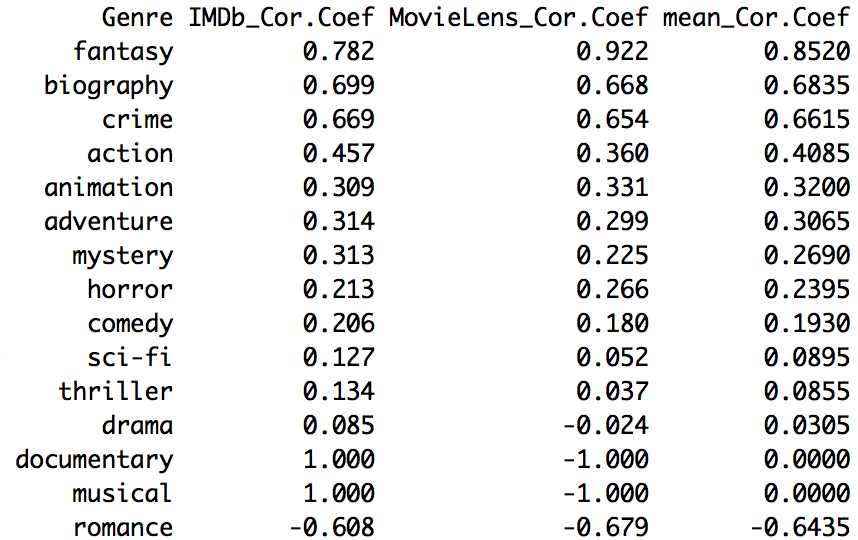 Genre IMDb_Cor.Coef MovieLens_Cor.Coef mean_Cor.Coef
fantasy 0.782 0.922 0.8520
biography 0.699 0.668 0.6835
crime 0.669 0.654 0.6615
action 0.457 0.360 0.4085
animation 0.309 0.331 0.3200
adventure 0.314 0.299 0.3065
mystery 0.313 0.225 0.2690
horror 0.213 0.266 0.2395
comedy 0.206 0.180 0.1930
sci-fi 0.127 0.052 0.0895
thriller 0.134 0.037 0.0855
drama 0.085 -0.024 0.0305
documentary 1.000 -1.000 0.0000
musical 1.000 -1.000 0.0000
romance -0.608 -0.679 -0.6435